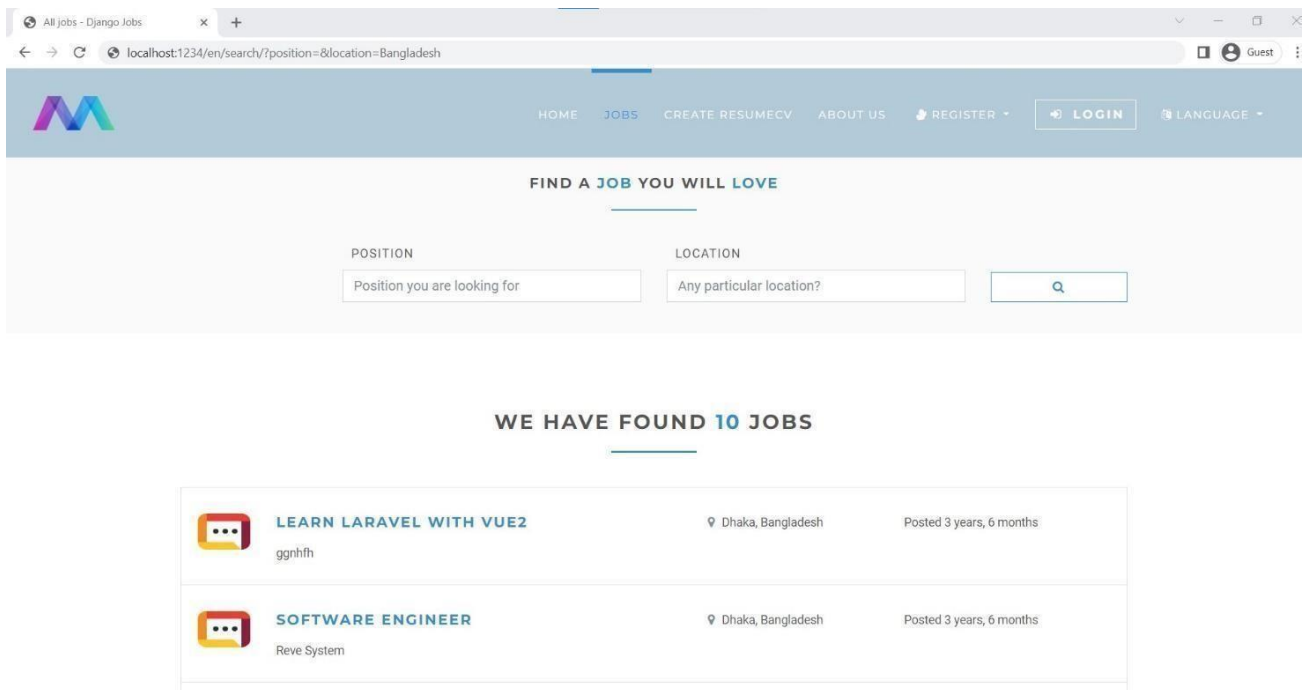 All jobs - Django Jobs
localhost:1234/en/search/?position=&location=Bangladesh
Guest
HOME JOBS CREATE RESUMECV ABOUT US REGISTER LOGIN LANGUAGE
FIND A JOB YOU WILL LOVE
POSITION LOCATION
Position you are looking for Any particular location?
WE HAVE FOUND 10 JOBS
LEARN LARAVEL WITH VUE2 Dhaka, Bangladesh Posted 3 years, 6 months
ggnhfh
SOFTWARE ENGINEER Dhaka, Bangladesh Posted 3 years, 6 months
Reve System